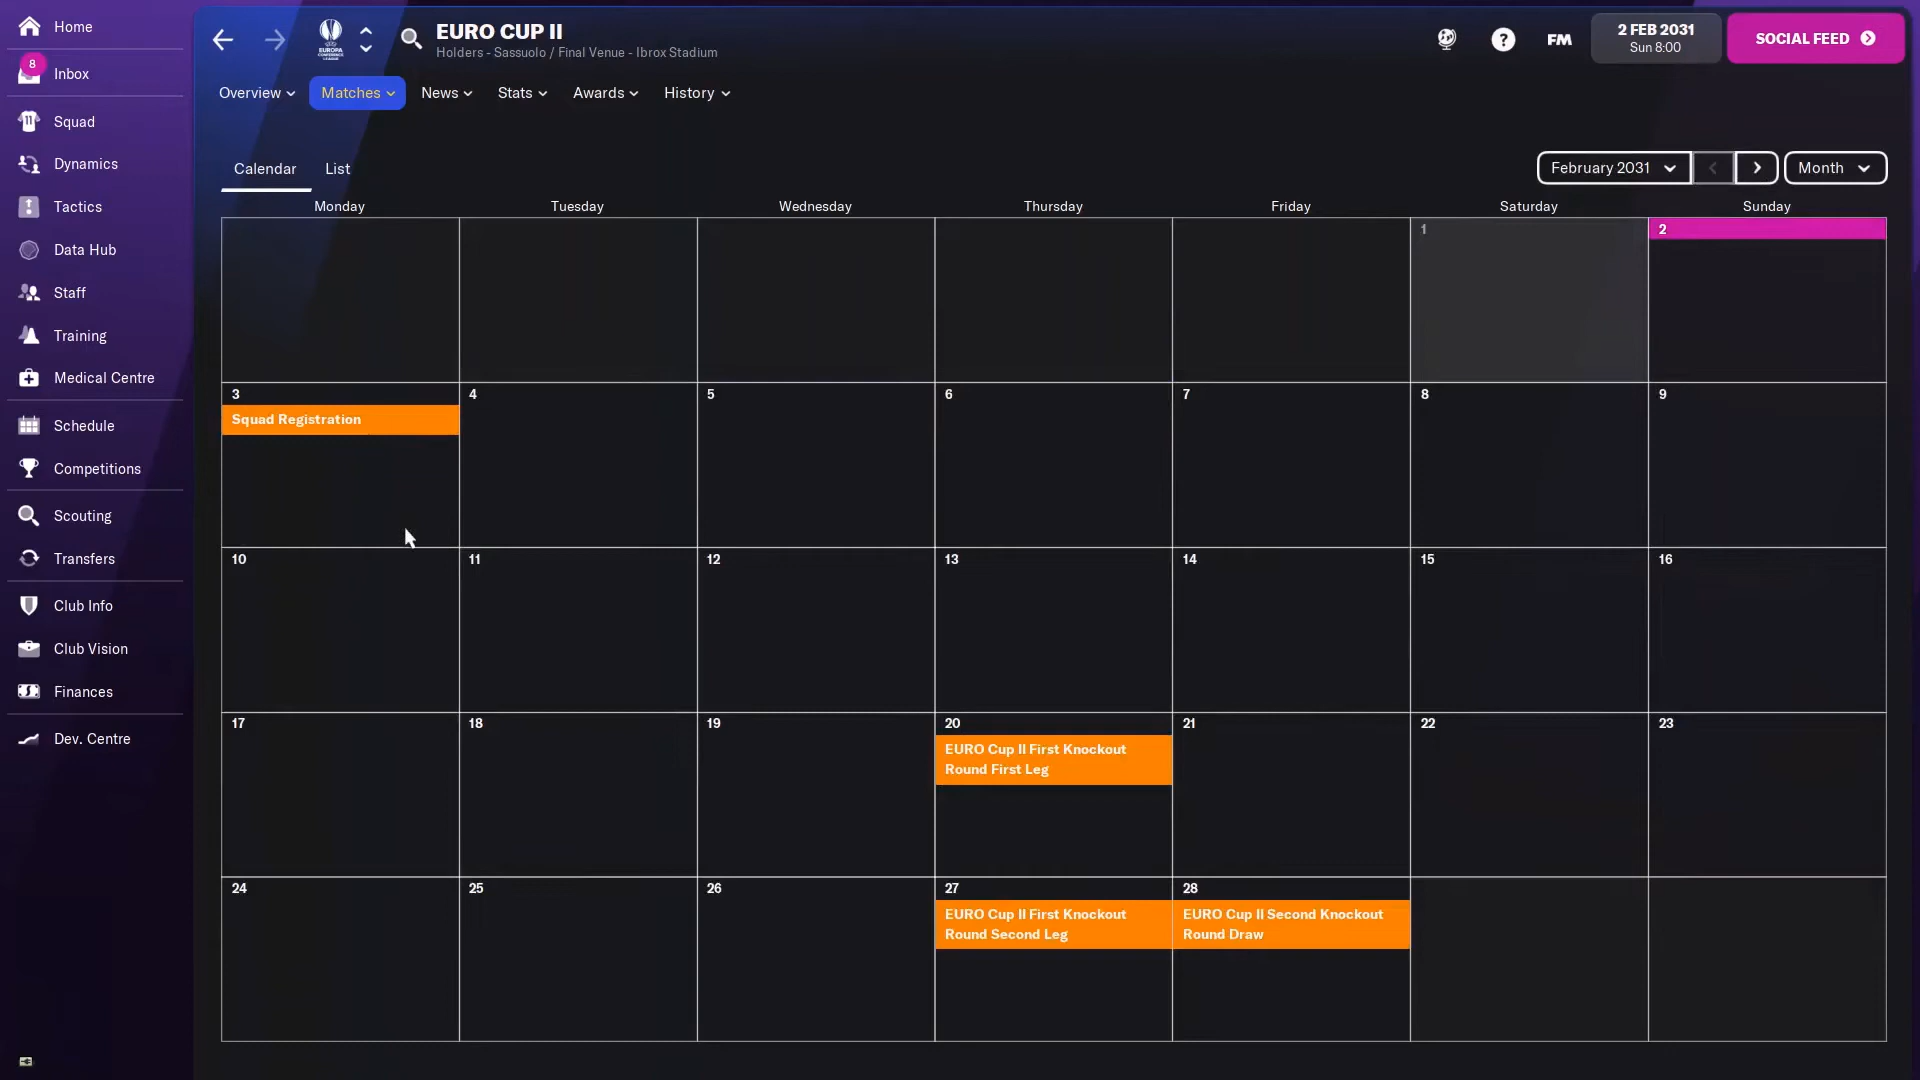 Home
8
Inbox
Squad
Dynamics
Tactics
Data Hub
Staff
Training
Medical Centre
Schedule
Competitions
Scouting
Transfers
Club Info
Club Vision
Finances
Dev. Centre
EUROPA
CONFERENCE
LEAGUE
EURO CUP II
Holders - Sassuolo / Final Venue - Ibrox Stadium
?
FM
2 FEB 2031
Sun 8:00
SOCIAL FEED
Overview
Matches
News
Stats
Awards
History
Calendar
List
February 2031
Month
Monday
Tuesday
Wednesday
Thursday
Friday
Saturday
Sunday
1
2
3
Squad Registration
4
5
6
7
8
9
10
11
12
13
14
15
16
17
18
19
20
EURO Cup II First Knockout
Round First Leg
21
22
23
24
25
26
27
EURO Cup II First Knockout
Round Second Leg
28
EURO Cup II Second Knockout
Round Draw